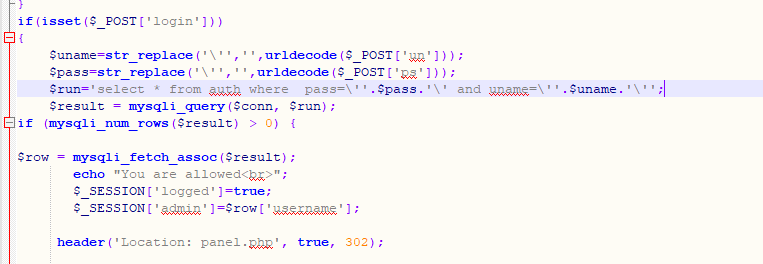 }
if(isset($_POST['login']))
{
$uname=str_replace('\'','',urldecode($_POST['un']));
$pass=str_replace('\'','',urldecode($_POST['ps']));
$run='select * from auth where  pass=\''.$pass.'\' and uname=\''.$uname.'\'';
$result = mysqli_query($conn, $run);
if (mysqli_num_rows($result) > 0) {
$row = mysqli_fetch_assoc($result);
echo "You are allowed<br>";
$_SESSION['logged']=true;
$_SESSION['admin']=$row['username'];
header('Location: panel.php', true, 302);